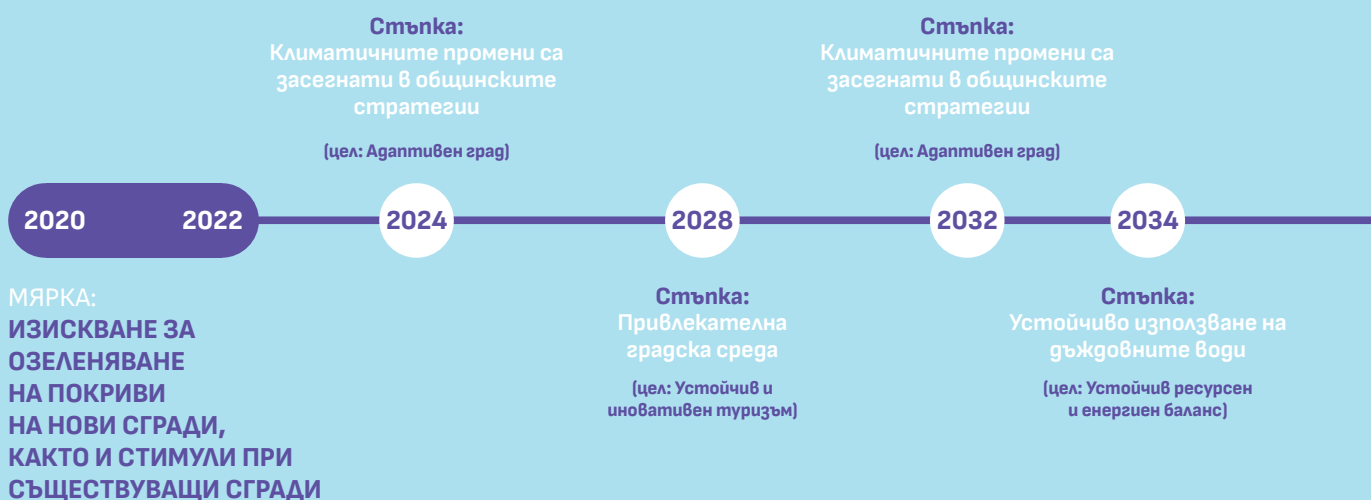 Стъпка:
Климатичните промени са
засегнати в общинските
стратегии
(цел: Адаптивен град)
Стъпка:
Климатичните промени са
засегнати в общинските
стратегии
(цел: Адаптивен град)
2020 2022 2024 2028 2032 2034
МЯРКА:
ИЗИСКВАНЕ ЗА
ОЗЕЛЕНЯВАНЕ
НА ПОКРИВИ
НА НОВИ СГРАДИ,
КАКТО И СТИМУЛИ ПРИ
СЪЩЕСТВУВАЩИ СГРАДИ
Стъпка:
Привлекателна
градска среда
(цел: Устойчив и
иновативен туризъм)
Стъпка:
Устойчиво използване на
дъждовните води
(цел: Устойчив ресурсен
и енергиен баланс)